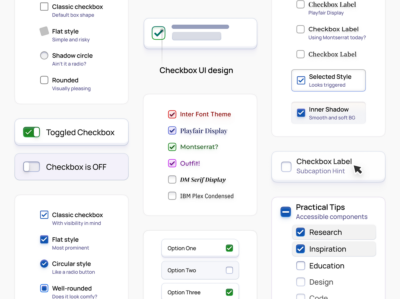 Classic checkbox
Default box shape
Flat style
Simple and risky
Shadow circle
Ain't it a radio?
Rounded
Visually pleasing
Toggled Checkbox
Checkbox is OFF
Classic checkbox
With visibility in mind
Flat style
Most prominent
Circular style
Like a radio button
Well-rounded
Does it look comfy?
Checkbox UI design
Inter Font Theme
Playfair Display
Montserrat?
Outfit!
DM Serif Display
IBM Plex Condensed
Option One
Option Two
Option Three
Checkbox Label
Playfair Display
Checkbox Label
Using Montserrat today?
Checkbox Label
Selected Style
Looks triggered
Inner Shadow
Smooth and soft BG
Checkbox Label
Subcaption Hint
Practical Tips
Accessible components
Research
Inspiration
Education
Design
Code